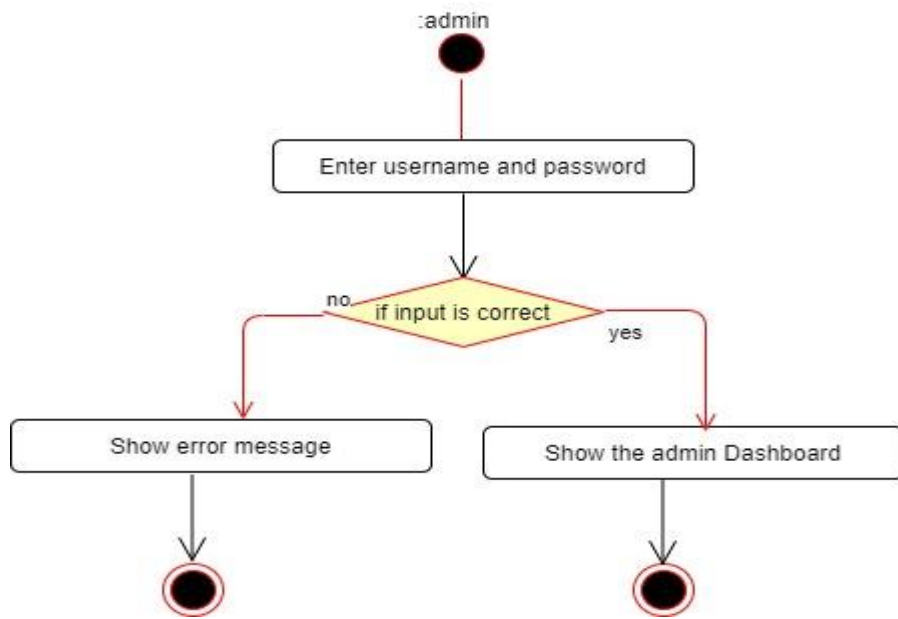 :admin
Enter username and password
if input is correct
no
yes
Show error message
Show the admin Dashboard